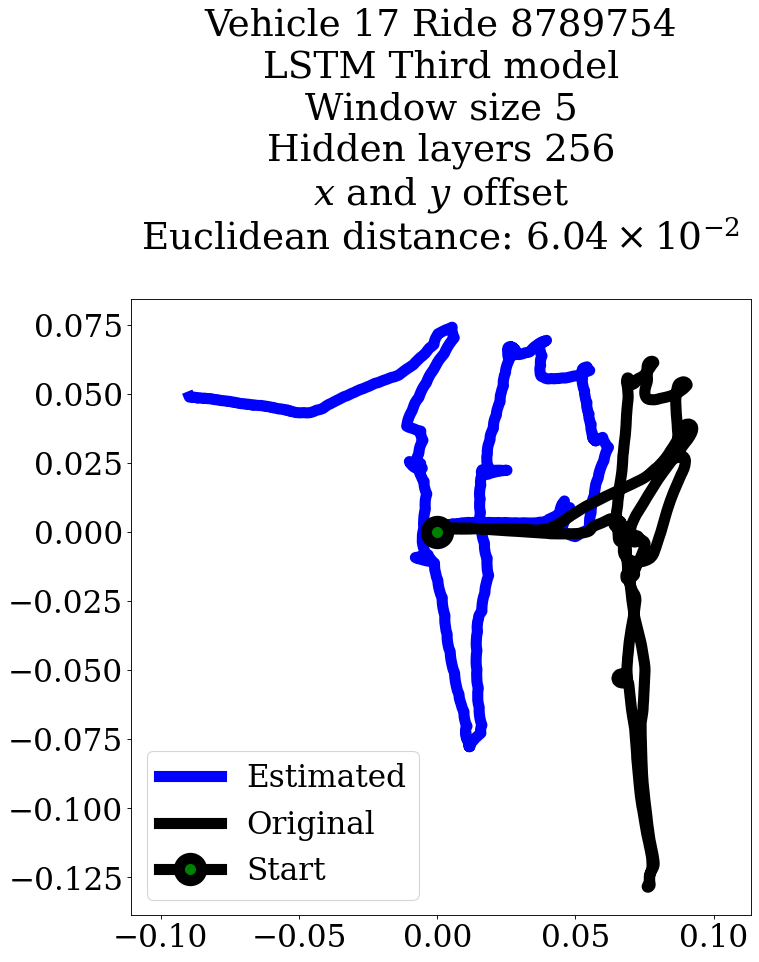 Vehicle 17 Ride 8789754
LSTM Third model
Window size 5
Hidden layers 256
x and y offset
Euclidean distance: 6.04 × 10⁻²
0.075
0.050
0.025
0.000
−0.025
−0.050
−0.075
−0.100
−0.125
Estimated
Original
Start
−0.10 −0.05 0.00 0.05 0.10